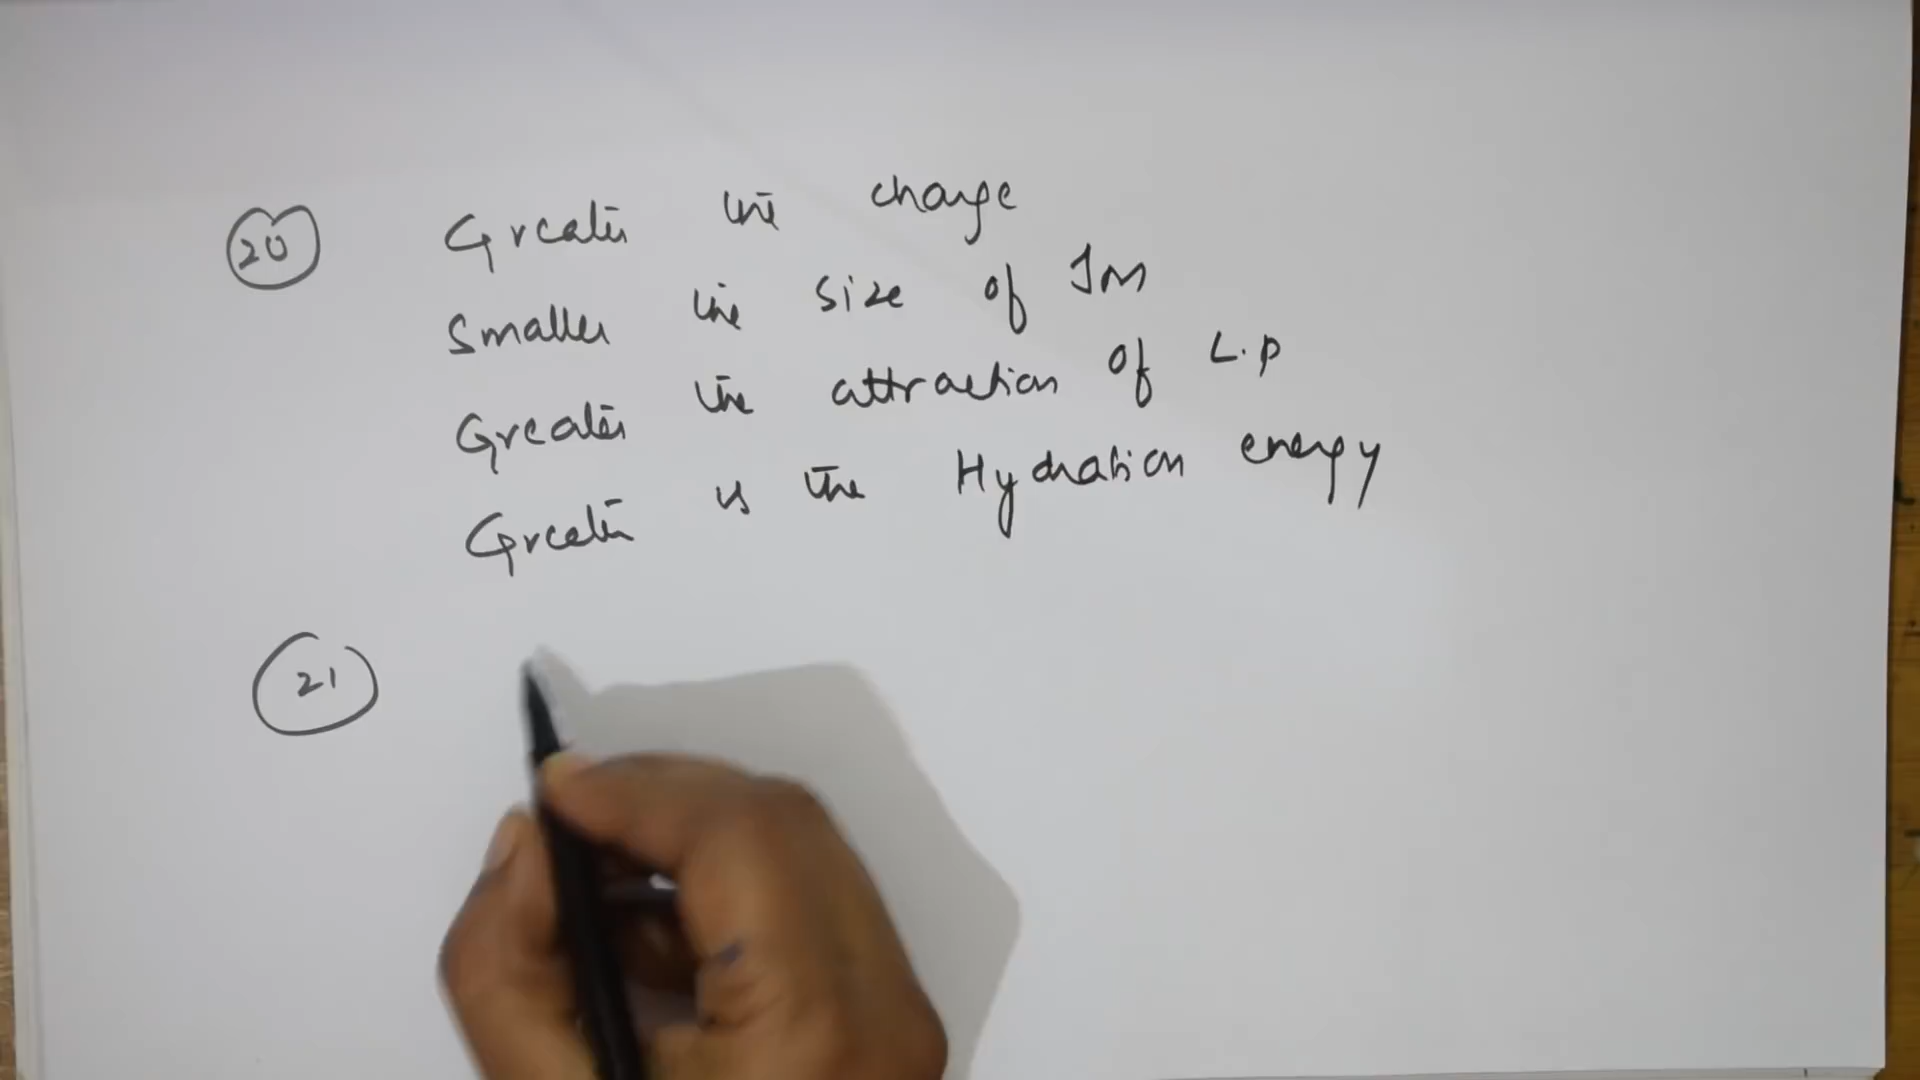 20 Greater the charge
Smaller the size of Ion
Greater the attraction of L.P
Greater is the Hydration energy
21